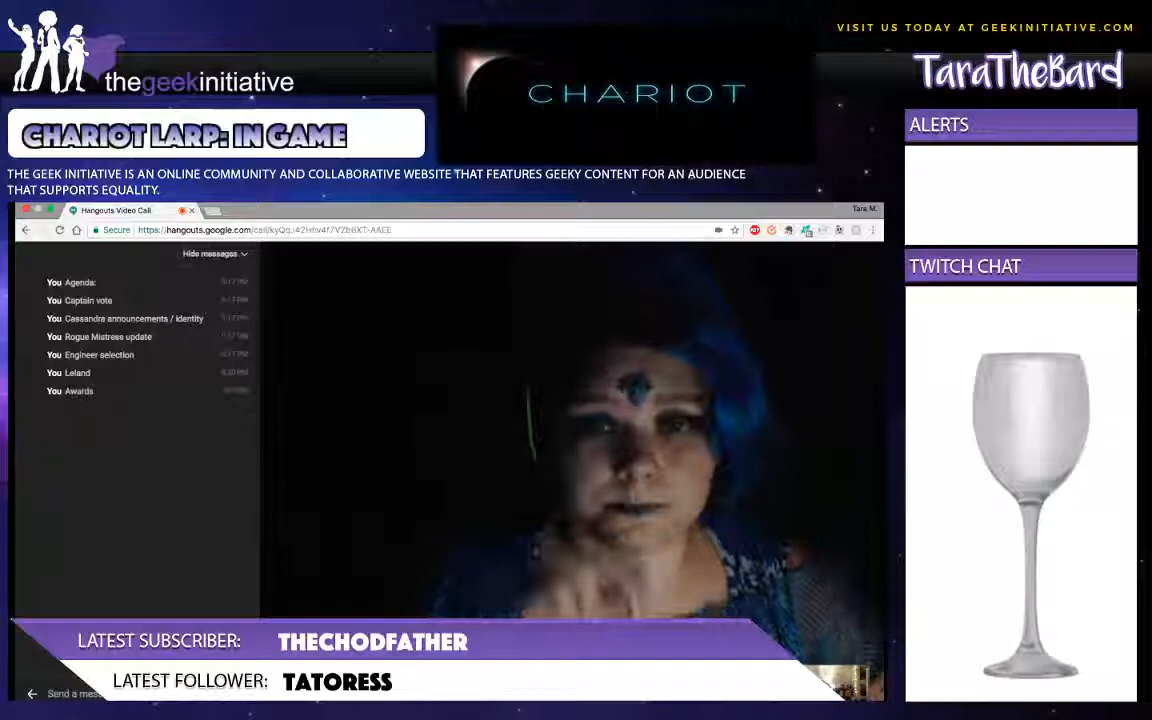 VISIT US TODAY AT GEEKINITIATIVE.COM
thegeekinitiative
CHARIOT
TaraTheBard
CHARIOT LARP: IN GAME
ALERTS
THE GEEK INITIATIVE IS AN ONLINE COMMUNITY AND COLLABORATIVE WEBSITE THAT FEATURES GEEKY CONTENT FOR AN AUDIENCE
THAT SUPPORTS EQUALITY.
Hangouts Video Call
Tara M.
Secure
Hide messages
TWITCH CHAT
You Agenda:
You Captain vote
You Cassandra announcements / identity
You Rogue Mistress update
You Engineer selection
You Leland
You Awards
LATEST SUBSCRIBER: THECHODFATHER
LATEST FOLLOWER: TATORESS
Send a